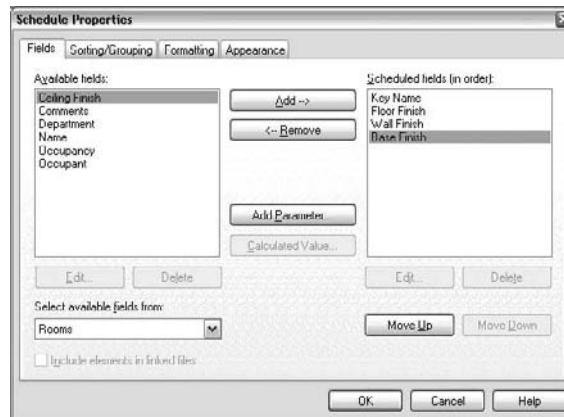 Schedule Properties
Fields Sorting/Grouping Formatting Appearance
Available fields:
Ceiling Finish
Comments
Department
Name
Occupancy
Occupant
Add -->
<-- Remove
Add Parameter...
Calculated Value...
Scheduled fields (in order):
Key Name
Floor Finish
Wall Finish
Base Finish
Edit... Delete
Edit... Delete
Select available fields from:
Rooms
Move Up Move Down
Include elements in linked files
OK Cancel Help